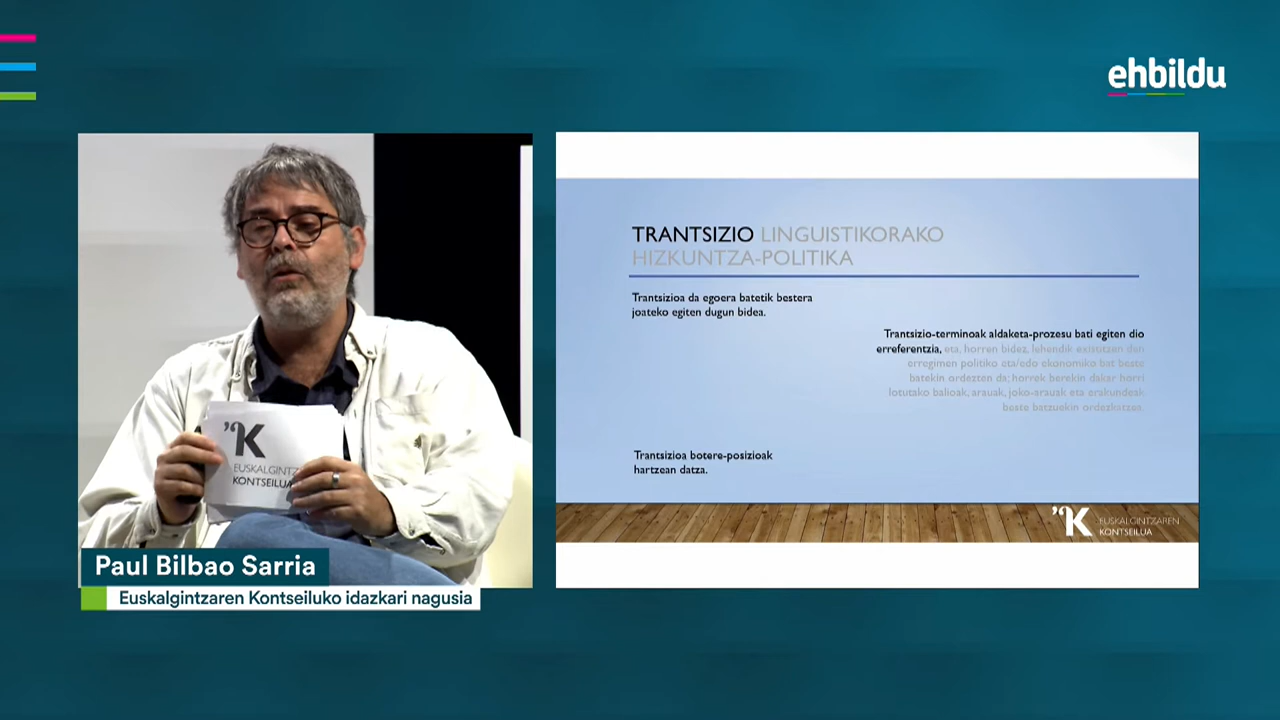 ehbildu
TRANTSIZIO LINGUISTIKORAKO
HIZKUNTZA-POLITIKA
Trantsizioa da egoera batetik bestera
joateko egiten dugun bidea.
Trantsizio-terminoak aldaketa-prozesu bati egiten dio
erreferentzia, eta, horren bidez, lehendik existitzen den
erregimen politiko eta/edo ekonomiko bat beste
batekin ordezten da; horrek berekin dakar horri
lotutako balioak, arauak, joko-arauak eta erakundeak
beste batzuekin ordezkatzea.
Trantsizioa botere-posizioak
hartzean datza.
’K EUSKALGINTZAREN
KONTSEILUA
’K
EUSKALGINTZ
KONTSEILUA
Paul Bilbao Sarria
Euskalgintzaren Kontseiluko idazkari nagusia